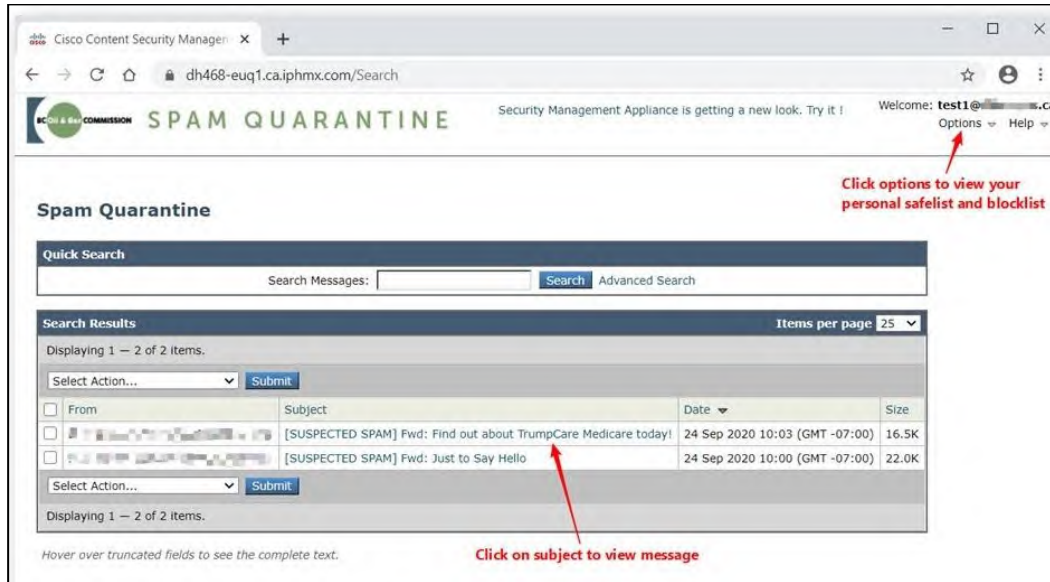 Cisco Content Security Manager
dh468-euq1.ca.iphmx.com/Search
BC Oil & Gas COMMISSION SPAM QUARANTINE
Security Management Appliance is getting a new look. Try it !
Welcome: test1@
Options Help
Click options to view your
personal safelist and blocklist
Spam Quarantine
Quick Search
Search Messages: Search Advanced Search
Search Results Items per page 25
Displaying 1 — 2 of 2 items.
Select Action... Submit
From Subject Date Size
[SUSPECTED SPAM] Fwd: Find out about TrumpCare Medicare today! 24 Sep 2020 10:03 (GMT -07:00) 16.5K
[SUSPECTED SPAM] Fwd: Just to Say Hello 24 Sep 2020 10:00 (GMT -07:00) 22.0K
Select Action... Submit
Displaying 1 — 2 of 2 items.
Hover over truncated fields to see the complete text.
Click on subject to view message